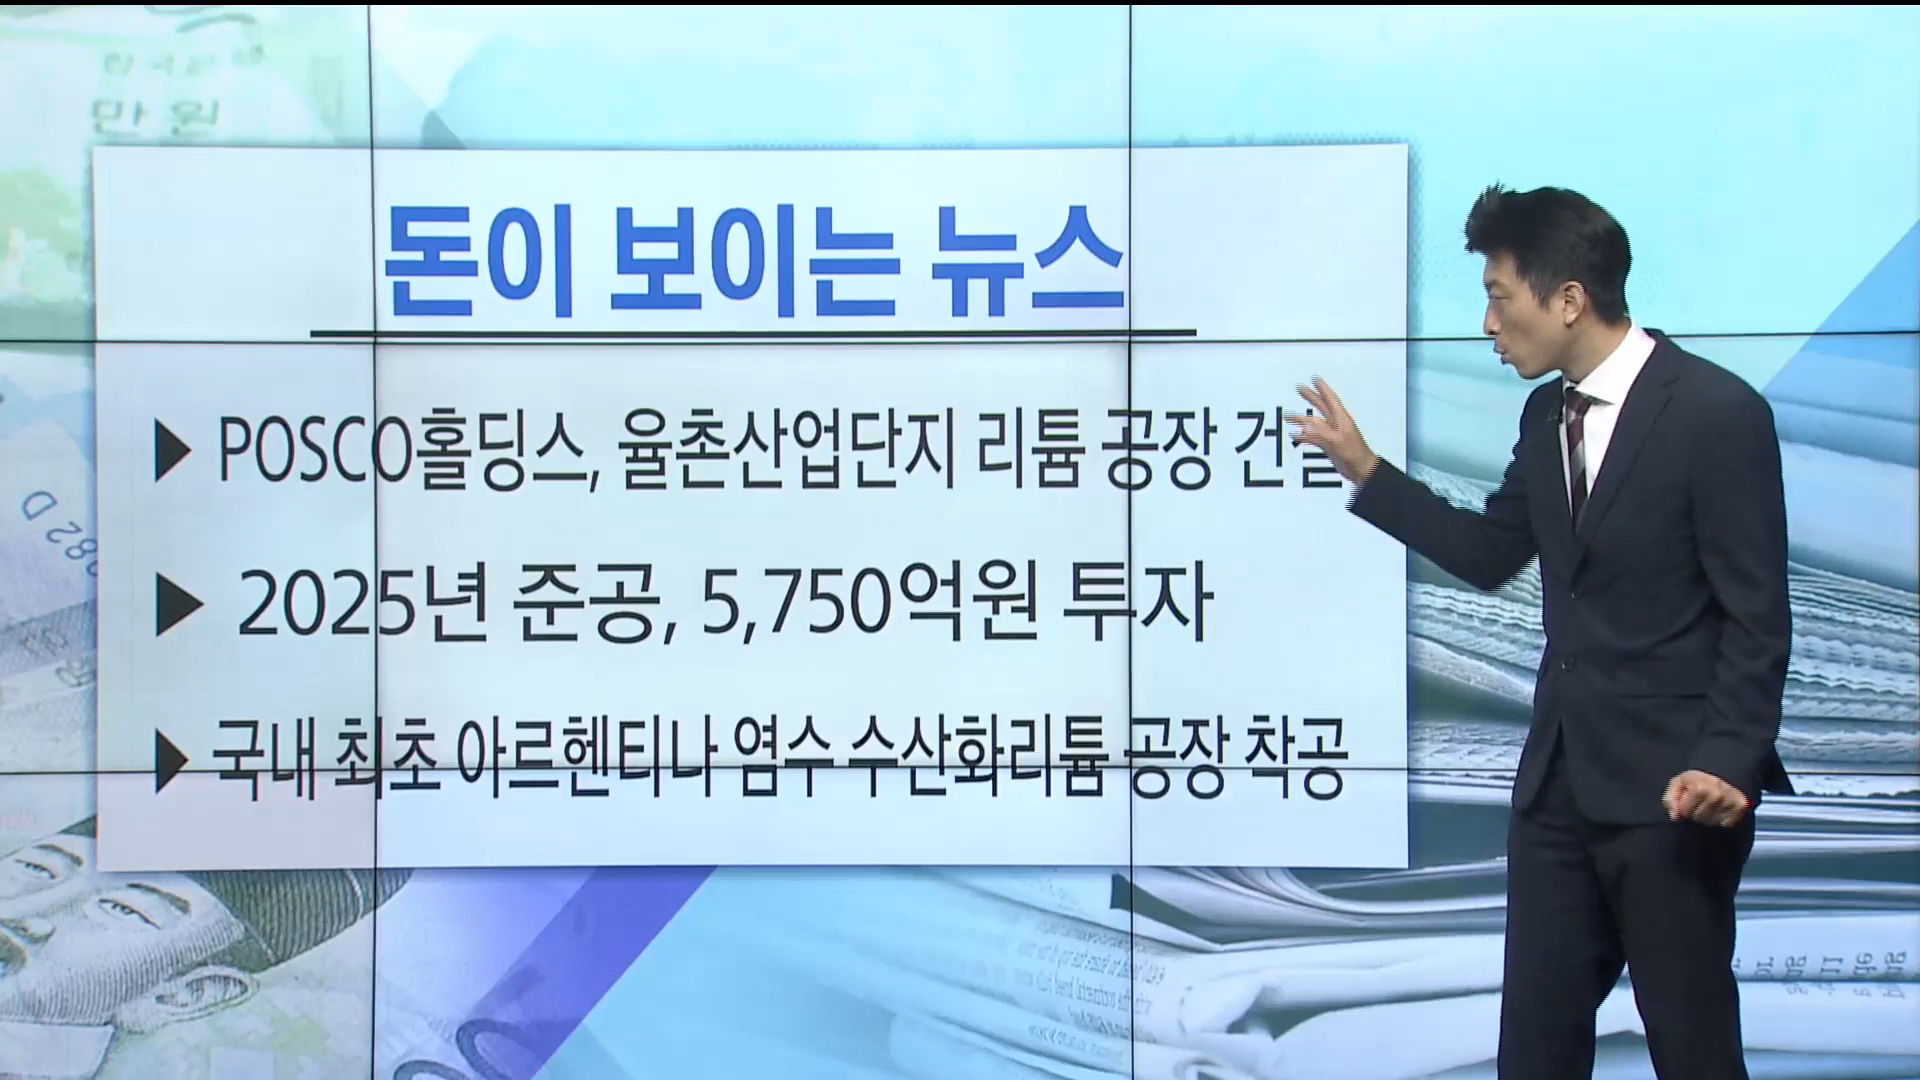 만 원
돈이 보이는 뉴스
▶ POSCO홀딩스, 율촌산업단지 리튬 공장 건설
▶ 2025년 준공, 5,750억원 투자
▶ 국내 최초 아르헨티나 염수 수산화리튬 공장 착공